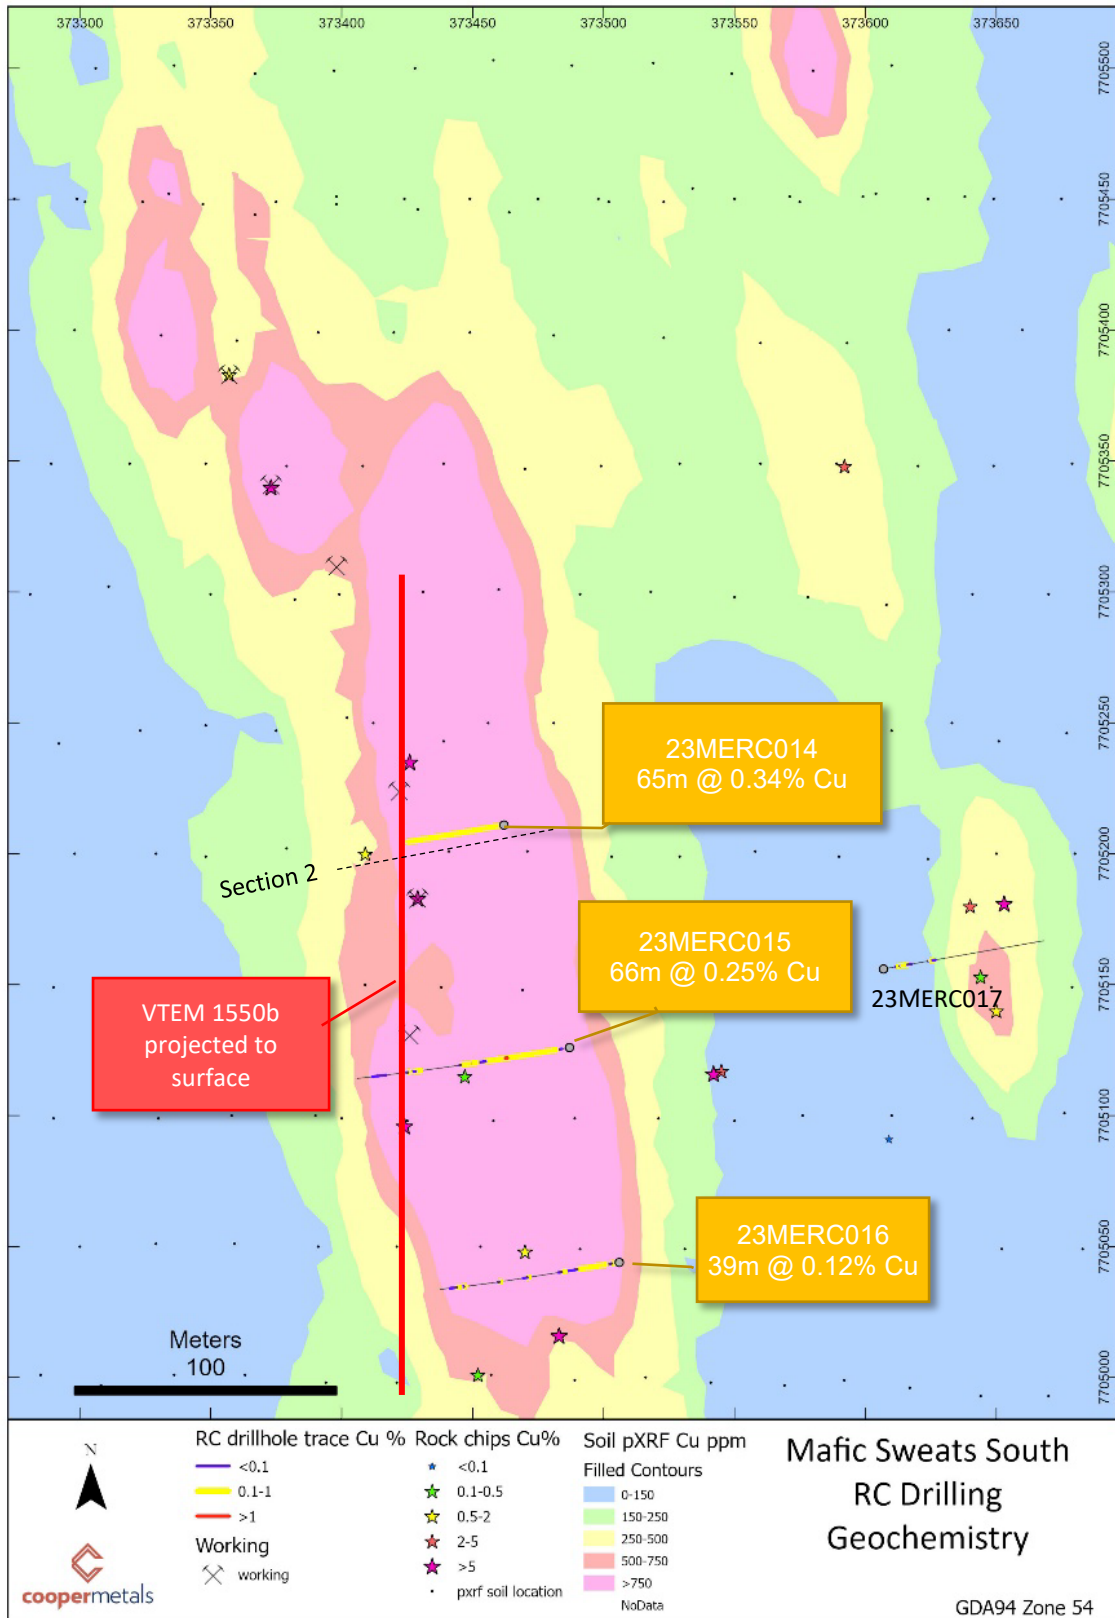 373300 373350 373400 373450 373500 373550 373600 373650
7705500
7705450
7705400
7705350
7705300
7705250
7705200
7705150
7705100
7705050
7705000
23MERC014
65m @ 0.34% Cu
Section 2
23MERC015
66m @ 0.25% Cu
23MERC017
VTEM 1550b
projected to
surface
23MERC016
39m @ 0.12% Cu
Meters
100
N
coopermetals
RC drillhole trace Cu %
<0.1
0.1-1
>1
Working
working
Rock chips Cu%
<0.1
0.1-0.5
0.5-2
2-5
>5
pxrf soil location
Soil pXRF Cu ppm
Filled Contours
0-150
150-250
250-500
500-750
>750
NoData
Mafic Sweats South
RC Drilling
Geochemistry
GDA94 Zone 54